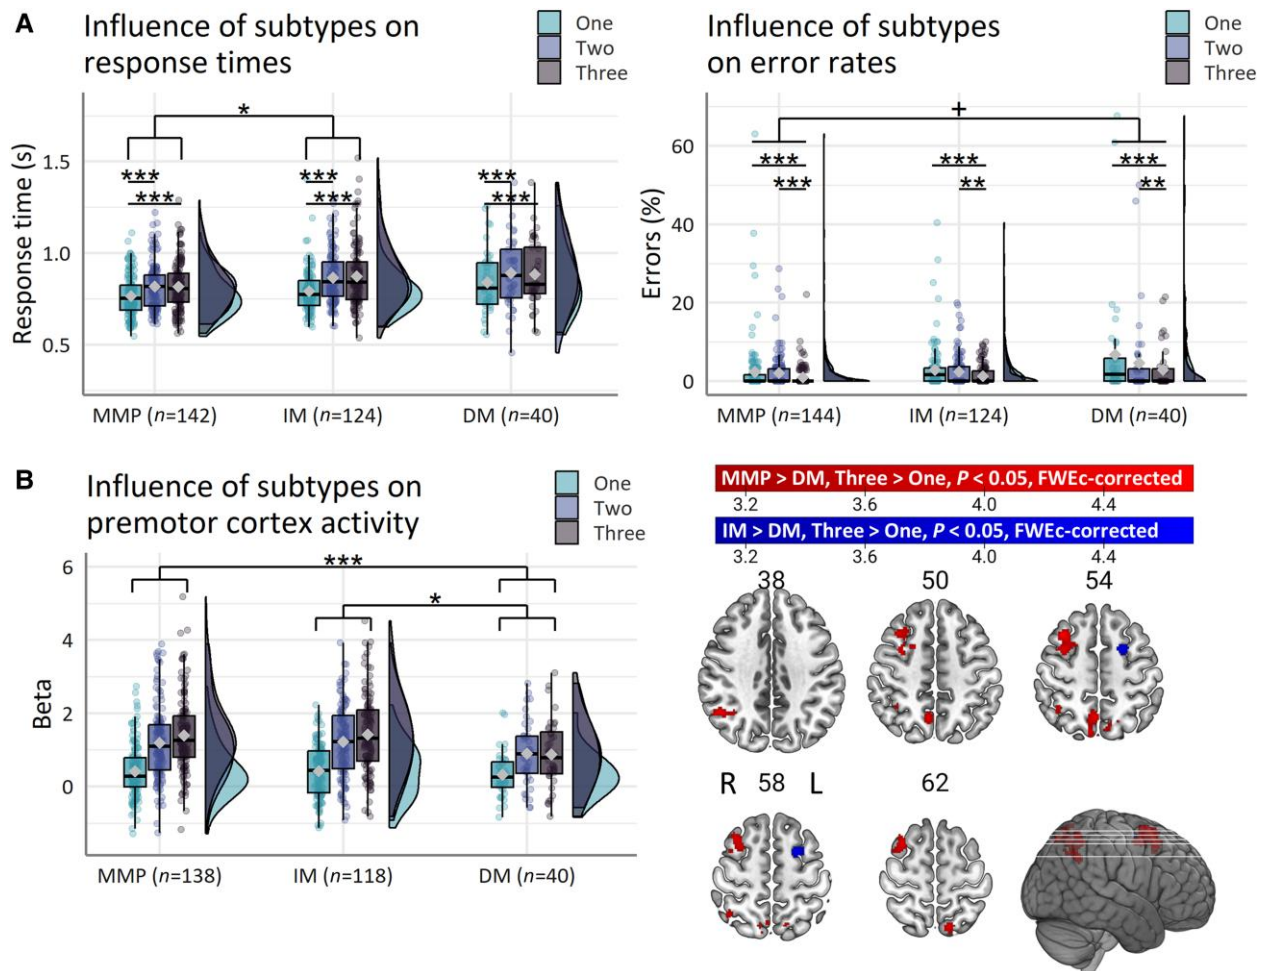 A
Influence of subtypes on
response times
One
Two
Three
Response time (s)
1.5
1.0
0.5
*
***
***
***
***
***
***
MMP (n=142)
IM (n=124)
DM (n=40)
Influence of subtypes
on error rates
One
Two
Three
Errors (%)
60
40
20
0
+
***
***
***
**
***
**
MMP (n=144)
IM (n=124)
DM (n=40)
B
Influence of subtypes on
premotor cortex activity
One
Two
Three
Beta
6
4
2
0
***
*
MMP (n=138)
IM (n=118)
DM (n=40)
MMP > DM, Three > One, P < 0.05, FWEc-corrected
3.2 3.6 4.0 4.4
IM > DM, Three > One, P < 0.05, FWEc-corrected
3.2 3.6 4.0 4.4
38 50 54
R 58 L 62